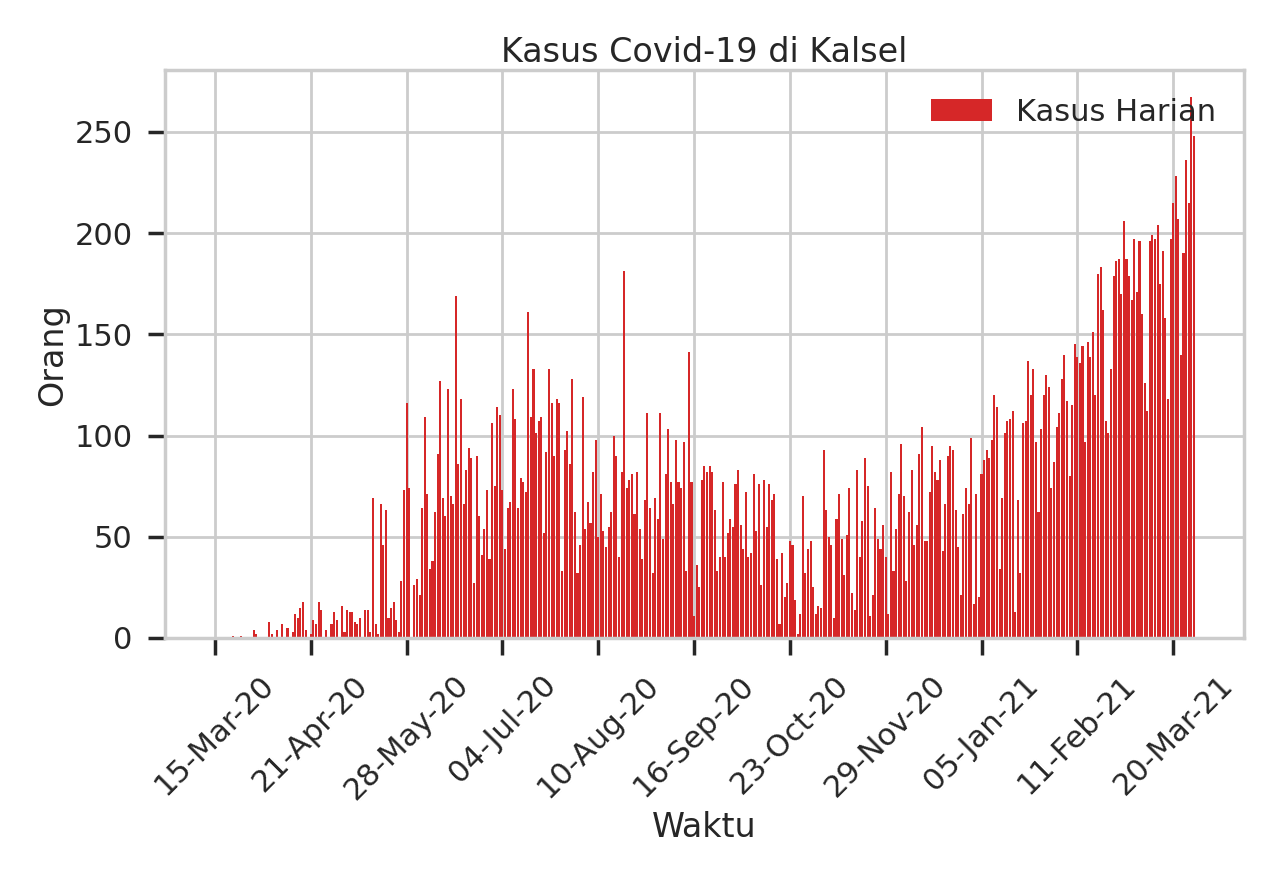 Kasus Covid-19 di Kalsel
Kasus Harian
Orang
250
200
150
100
50
0
15-Mar-20
21-Apr-20
28-May-20
04-Jul-20
10-Aug-20
16-Sep-20
23-Oct-20
29-Nov-20
05-Jan-21
11-Feb-21
20-Mar-21
Waktu